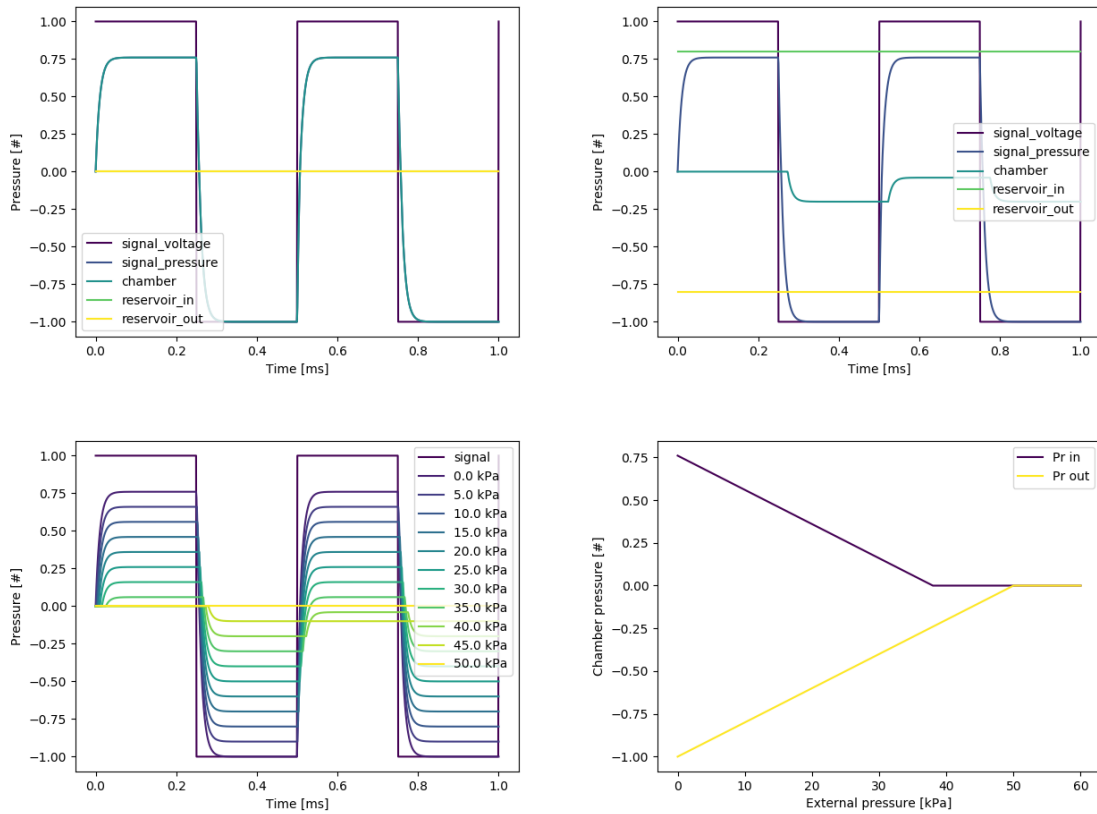 1.00
0.75
0.50
0.25
0.00
−0.25
−0.50
−0.75
−1.00
Pressure [#]
signal_voltage
signal_pressure
chamber
reservoir_in
reservoir_out
0.0 0.2 0.4 0.6 0.8 1.0
Time [ms]
1.00
0.75
0.50
0.25
0.00
−0.25
−0.50
−0.75
−1.00
Pressure [#]
signal_voltage
signal_pressure
chamber
reservoir_in
reservoir_out
0.0 0.2 0.4 0.6 0.8 1.0
Time [ms]
1.00
0.75
0.50
0.25
0.00
−0.25
−0.50
−0.75
−1.00
Pressure [#]
signal
0.0 kPa
5.0 kPa
10.0 kPa
15.0 kPa
20.0 kPa
25.0 kPa
30.0 kPa
35.0 kPa
40.0 kPa
45.0 kPa
50.0 kPa
0.0 0.2 0.4 0.6 0.8 1.0
Time [ms]
0.75
0.50
0.25
0.00
−0.25
−0.50
−0.75
−1.00
Chamber pressure [#]
Pr in
Pr out
0 10 20 30 40 50 60
External pressure [kPa]